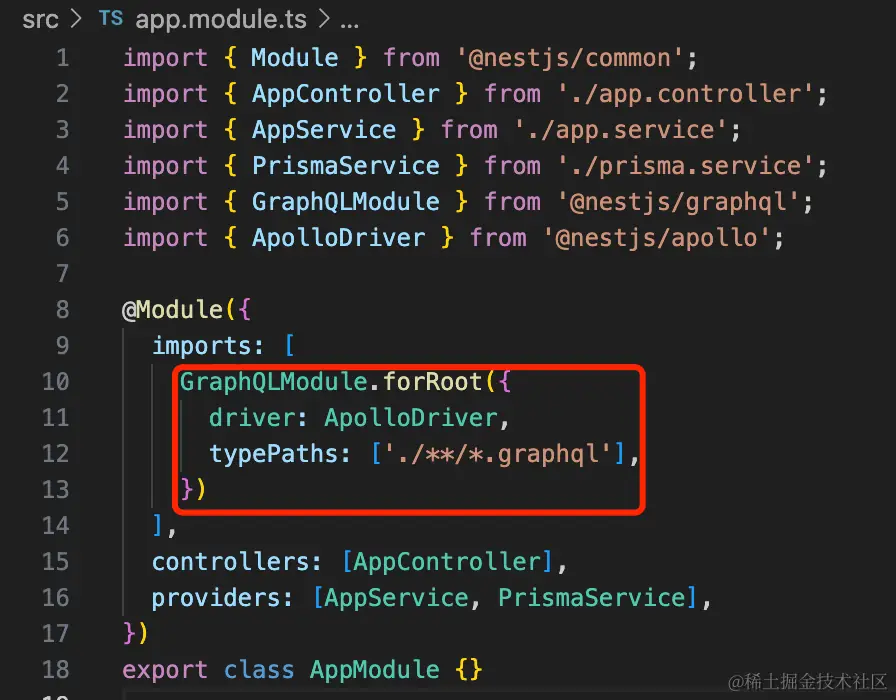 src > TS app.module.ts > ...
1 import { Module } from '@nestjs/common';
2 import { AppController } from './app.controller';
3 import { AppService } from './app.service';
4 import { PrismaService } from './prisma.service';
5 import { GraphQLModule } from '@nestjs/graphql';
6 import { ApolloDriver } from '@nestjs/apollo';
7
8 @Module({
9   imports: [
10     GraphQLModule.forRoot({
11       driver: ApolloDriver,
12       typePaths: ['./**/*.graphql'],
13     })
14   ],
15   controllers: [AppController],
16   providers: [AppService, PrismaService],
17 })
18 export class AppModule {}
@稀土掘金技术社区